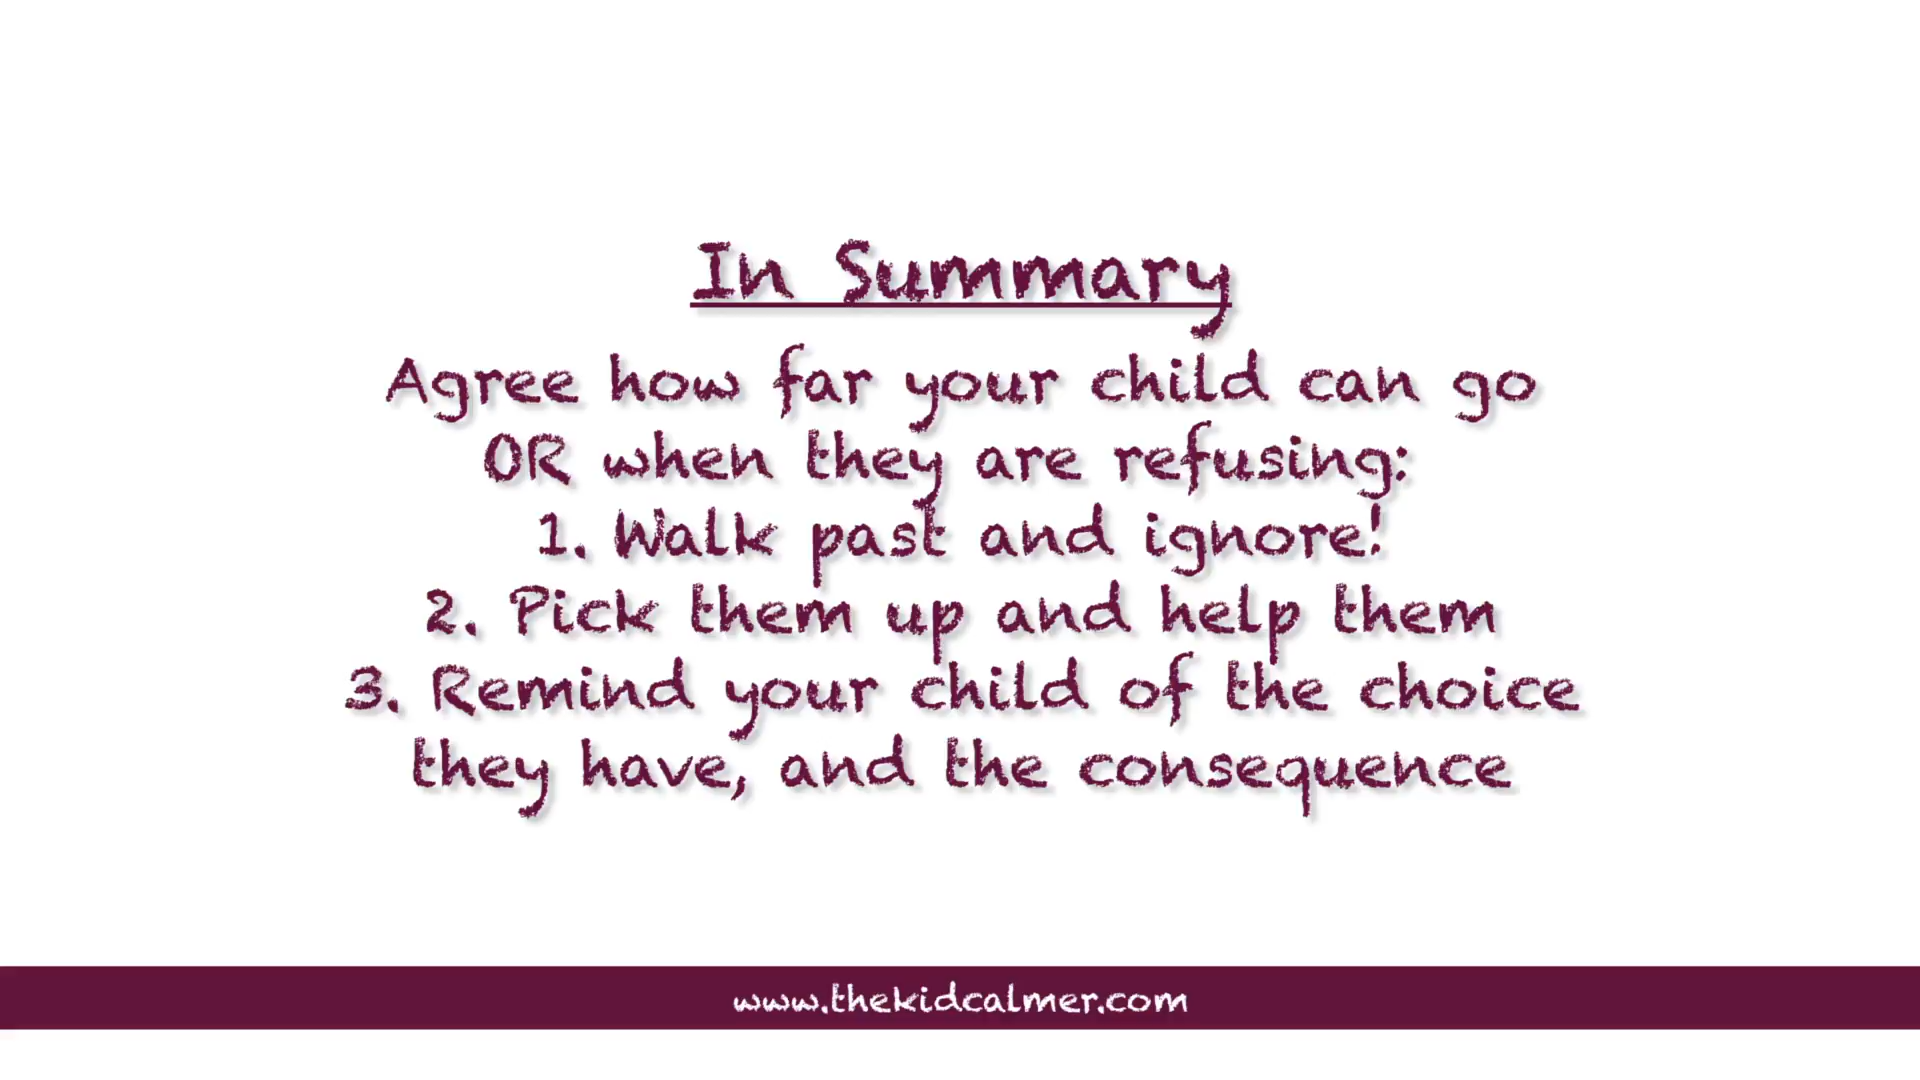 In Summary
Agree how far your child can go
OR when they are refusing:
1. Walk past and ignore!
2. Pick them up and help them
3. Remind your child of the choice
they have, and the consequence
www.thekidcalmer.com